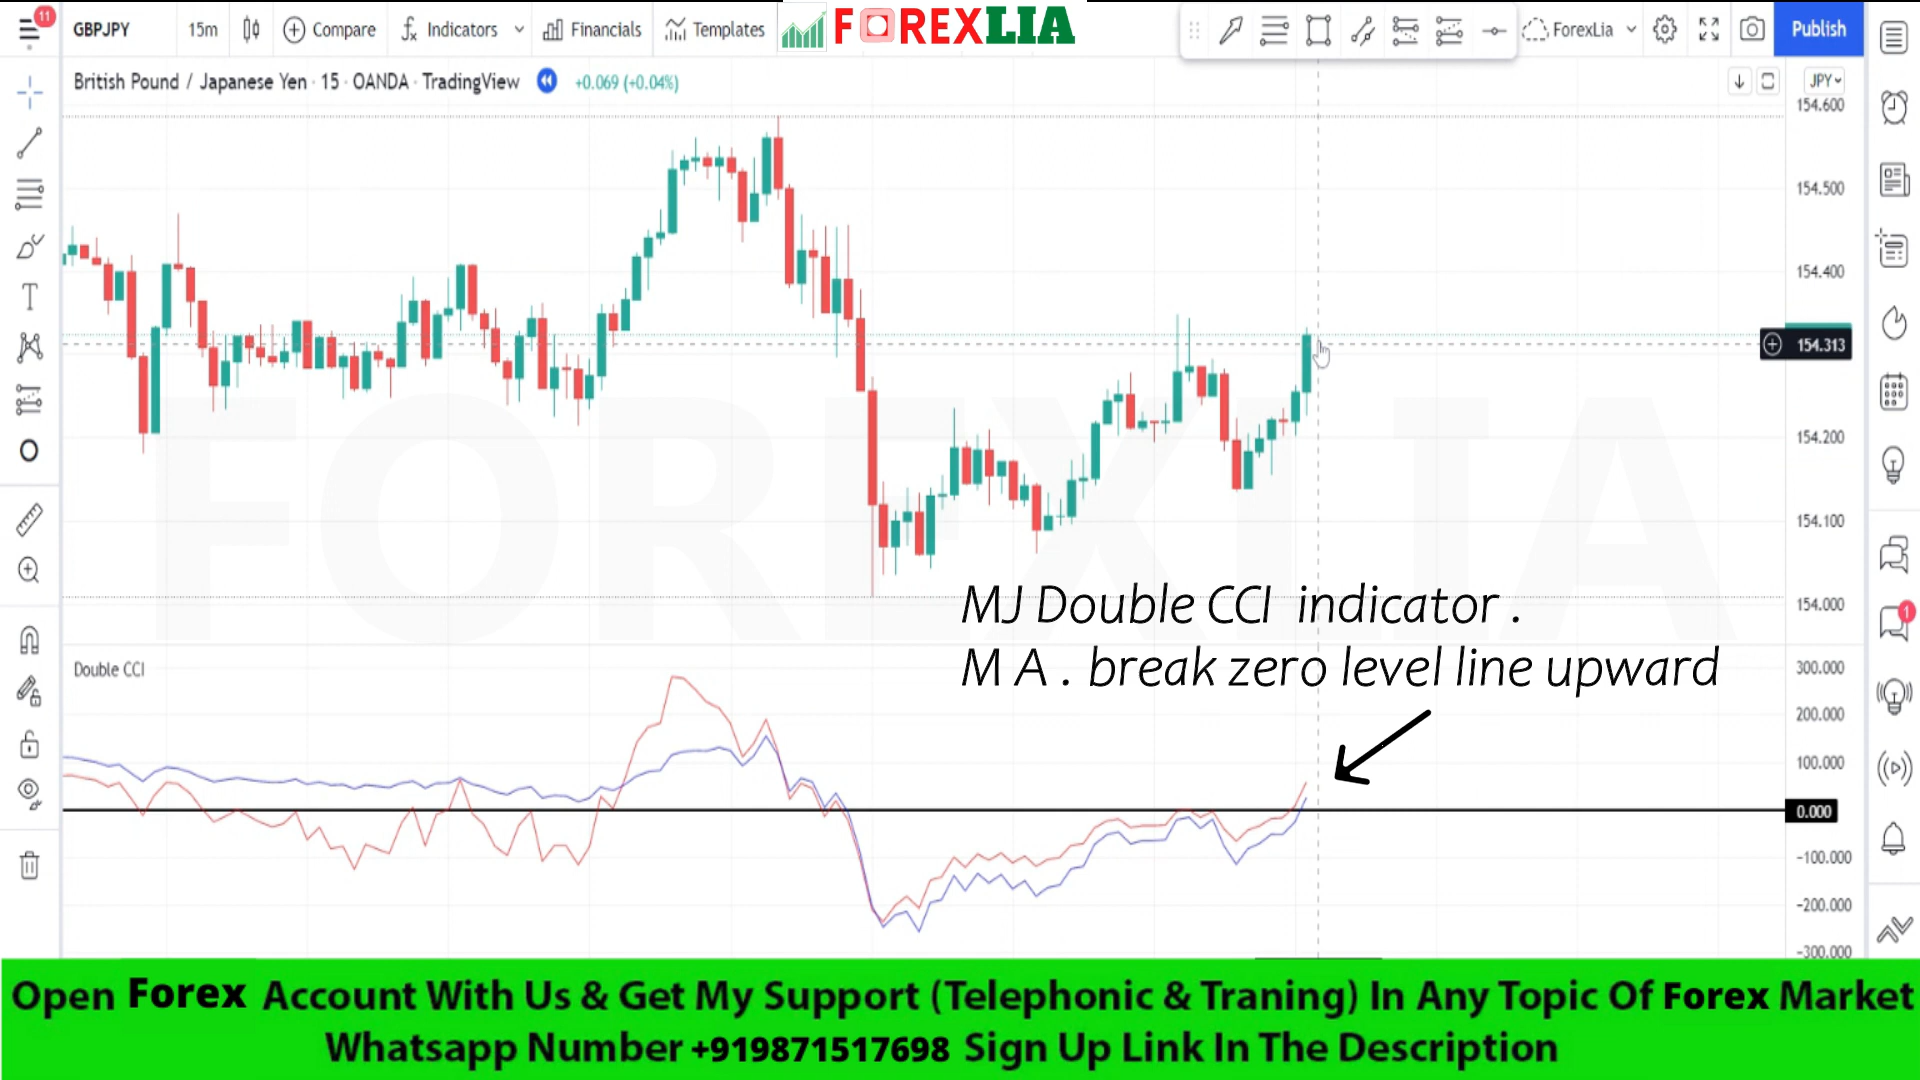 11
GBPJPY 15m Compare Indicators Financials Templates FOREXLIA ForexLia Publish
British Pound / Japanese Yen · 15 · OANDA · TradingView +0.069 (+0.04%) JPY
154.600
154.500
154.400
154.313
154.200
154.100
154.000
FOREXLIA
MJ Double CCI indicator .
M A . break zero level line upward
1
Double CCI
300.000
200.000
100.000
0.000
-100.000
-200.000
-300.000
Open Forex Account With Us & Get My Support (Telephonic & Traning) In Any Topic Of Forex Market
Whatsapp Number +919871517698 Sign Up Link In The Description